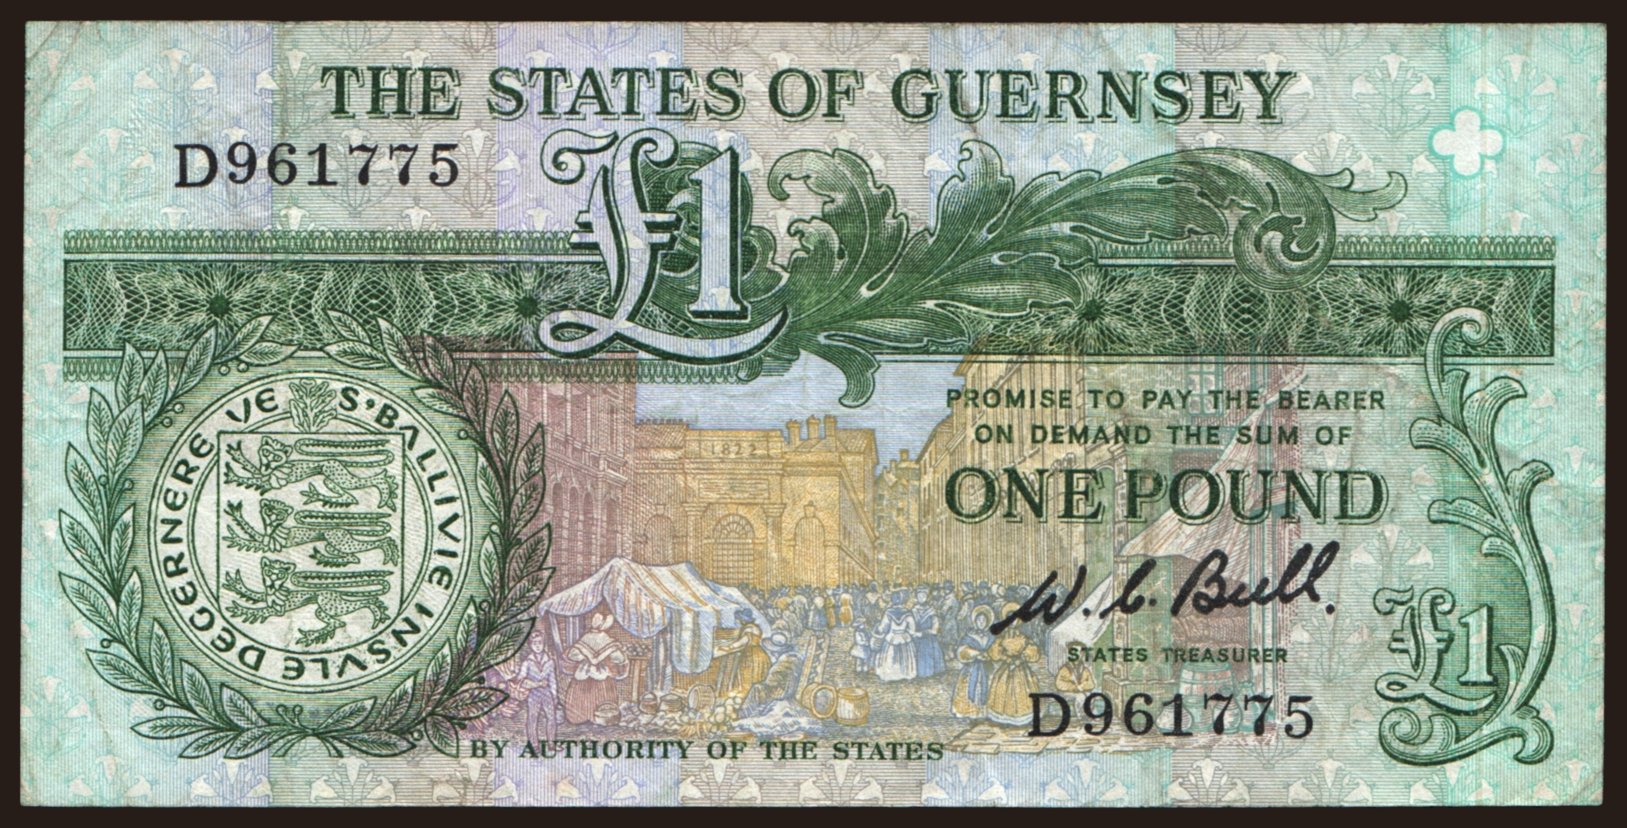 THE STATES OF GUERNSEY
D961775
£1
PROMISE TO PAY THE BEARER
ON DEMAND THE SUM OF
ONE POUND
1822
S'BALLIVIE INSVLE DEGERNEREVE
W. C. Bull.
STATES TREASURER
£1
D961775
BY AUTHORITY OF THE STATES